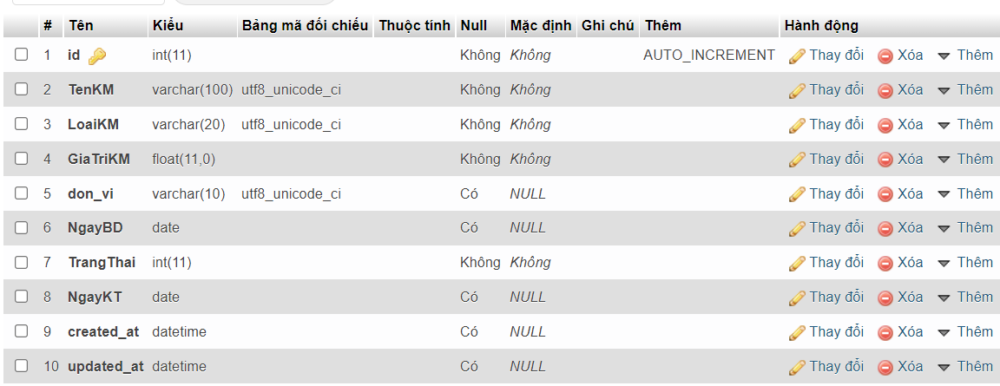 # Tên Kiểu Bảng mã đối chiếu Thuộc tính Null Mặc định Ghi chú Thêm Hành động
1 id int(11) Không Không AUTO_INCREMENT Thay đổi Xóa Thêm
2 TenKM varchar(100) utf8_unicode_ci Không Không Thay đổi Xóa Thêm
3 LoaiKM varchar(20) utf8_unicode_ci Không Không Thay đổi Xóa Thêm
4 GiaTriKM float(11,0) Không Không Thay đổi Xóa Thêm
5 don_vi varchar(10) utf8_unicode_ci Có NULL Thay đổi Xóa Thêm
6 NgayBD date Có NULL Thay đổi Xóa Thêm
7 TrangThai int(11) Không Không Thay đổi Xóa Thêm
8 NgayKT date Có NULL Thay đổi Xóa Thêm
9 created_at datetime Có NULL Thay đổi Xóa Thêm
10 updated_at datetime Có NULL Thay đổi Xóa Thêm